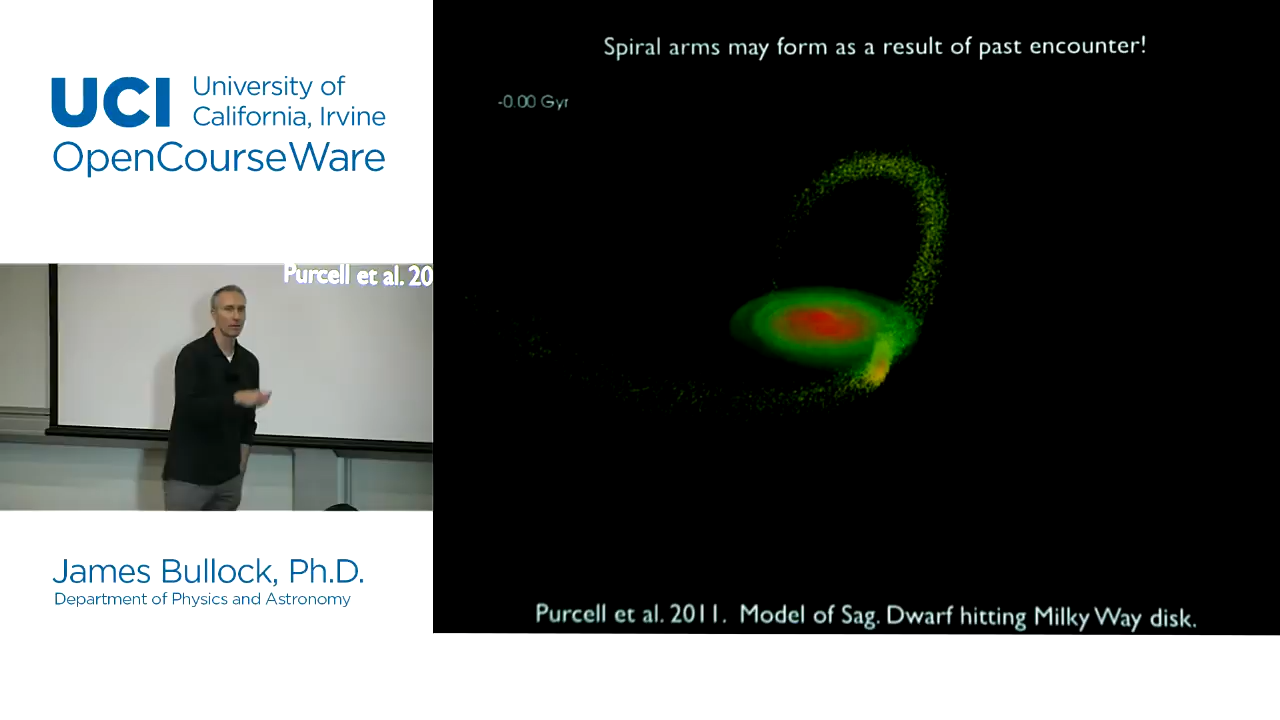 UCI University of
California, Irvine
OpenCourseWare
Purcell et al. 20
James Bullock, Ph.D.
Department of Physics and Astronomy
Spiral arms may form as a result of past encounter!
-0.00 Gyr
Purcell et al. 2011. Model of Sag. Dwarf hitting Milky Way disk.